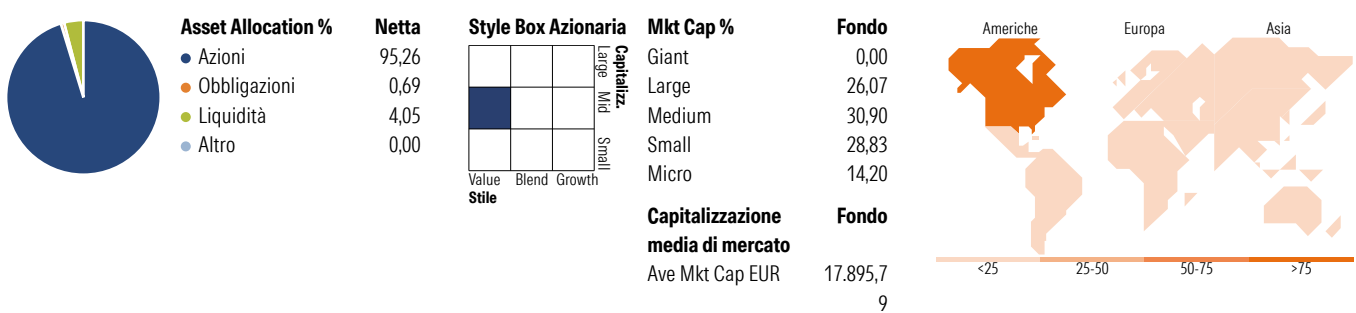 Asset Allocation % Netta
Azioni 95,26
Obbligazioni 0,69
Liquidità 4,05
Altro 0,00
Style Box Azionaria
Capitalizz.
Large Mid Small
Value Blend Growth
Stile
Mkt Cap % Fondo
Giant 0,00
Large 26,07
Medium 30,90
Small 28,83
Micro 14,20
Capitalizzazione Fondo
media di mercato
Ave Mkt Cap EUR 17.895,7
9
Americhe Europa Asia
<25 25-50 50-75 >75